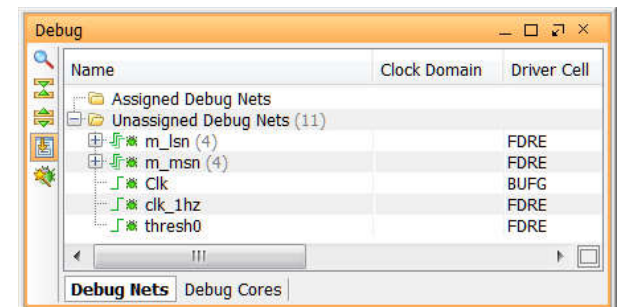 Debug
Name Clock Domain Driver Cell
Assigned Debug Nets
Unassigned Debug Nets (11)
m_lsn (4) FDRE
m_msn (4) FDRE
Clk BUFG
clk_1hz FDRE
thresh0 FDRE
Debug Nets Debug Cores